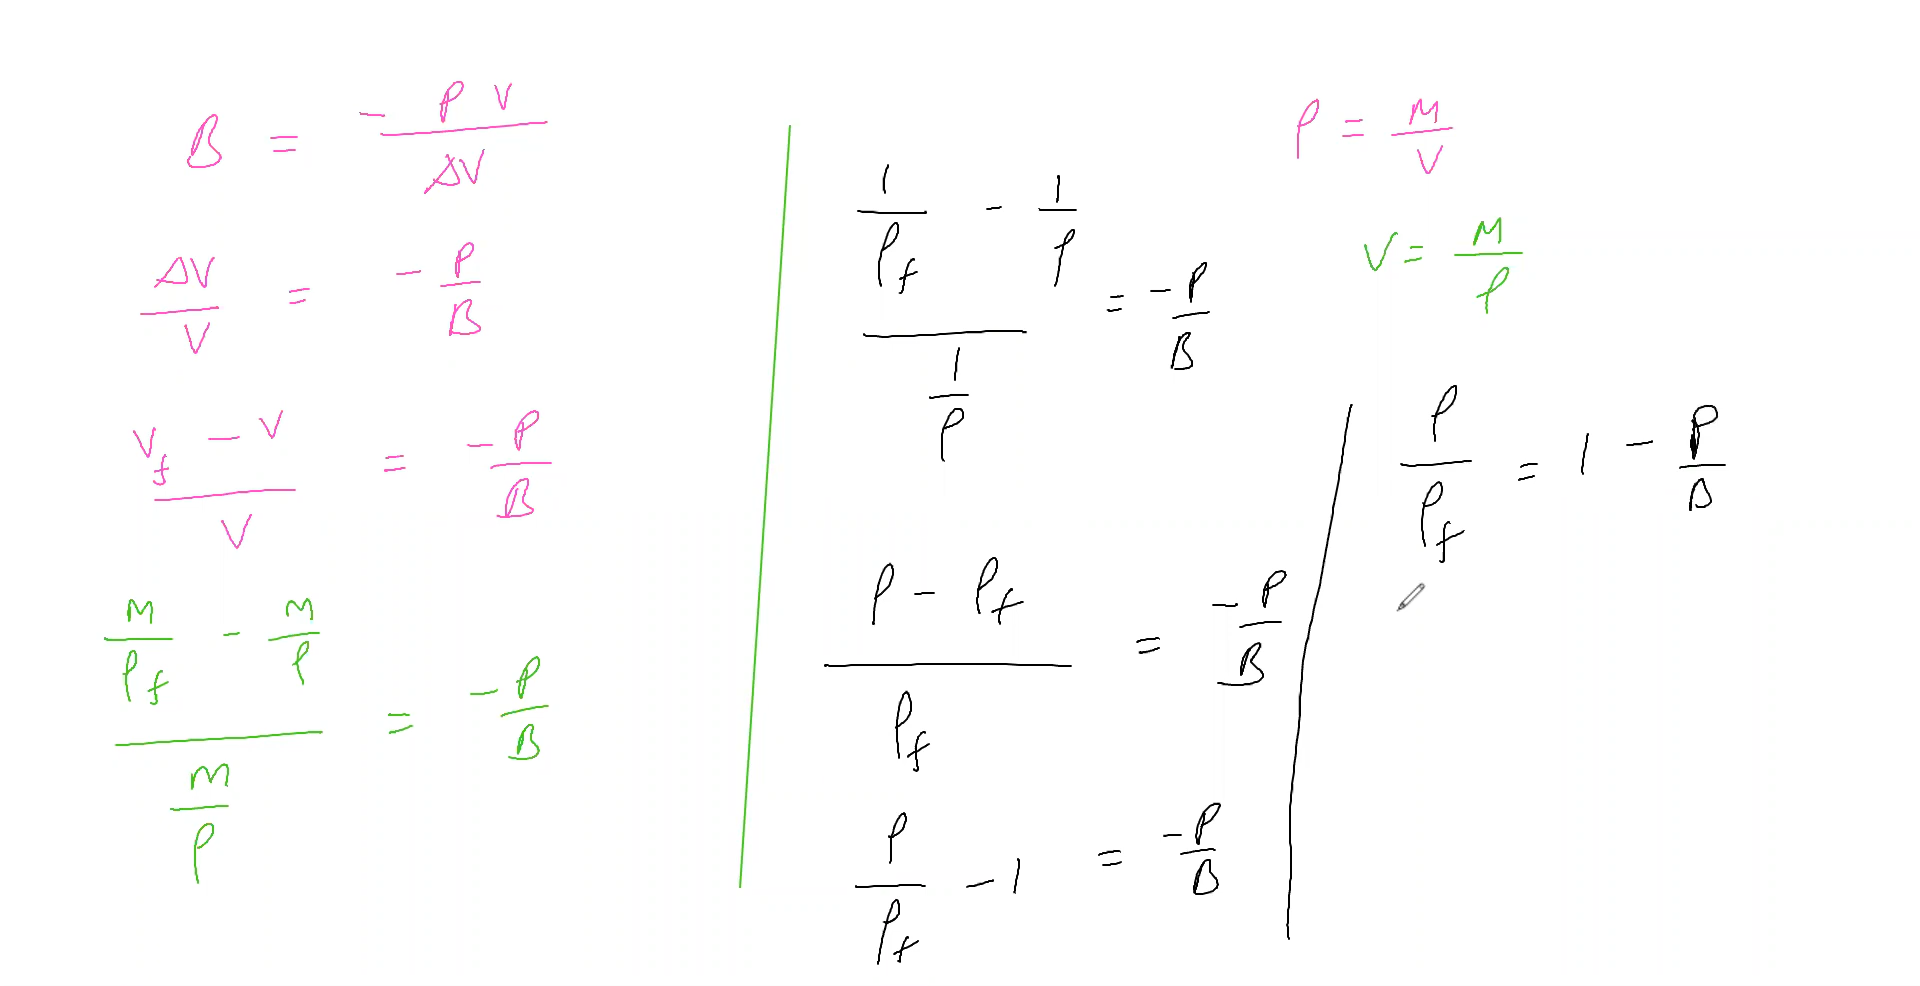 B = - P V / ΔV
ΔV / V = - P / B
V_f - V / V = - P / B
M / ρ_f - M / ρ / M / ρ = - P / B
1 / ρ_f - 1 / ρ / 1 / ρ = - P / B
ρ - ρ_f / ρ_f = - P / B
ρ / ρ_f - 1 = - P / B
ρ = M / V
V = M / ρ
ρ / ρ_f = 1 - P / B